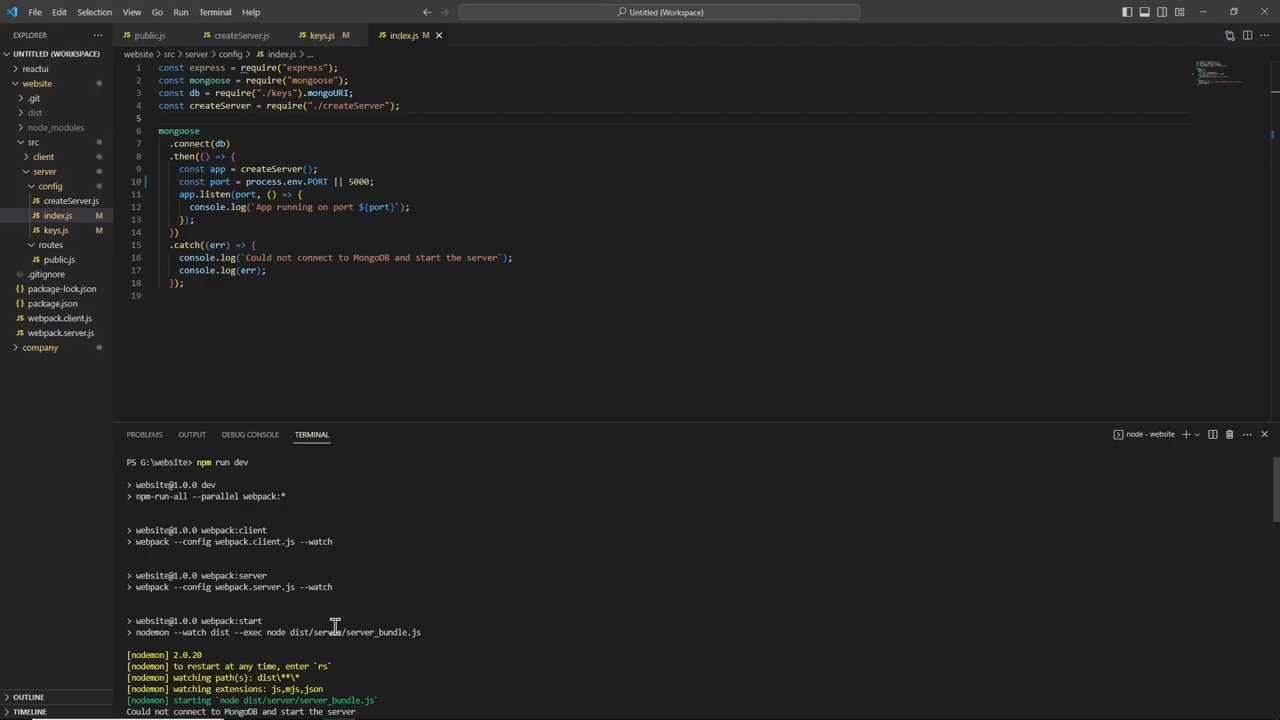 File Edit Selection View Go Run Terminal Help
Untitled (Workspace)
EXPLORER
UNTITLED (WORKSPACE)
reactui
website
.git
dist
node_modules
src
client
server
config
createServer.js
index.js M
keys.js M
routes
public.js
.gitignore
package-lock.json
package.json
webpack.client.js
webpack.server.js
company
OUTLINE
TIMELINE
public.js createServer.js keys.js M index.js M
website > src > server > config > JS index.js > ...
1 const express = require("express");
2 const mongoose = require("mongoose");
3 const db = require("./keys").mongoURI;
4 const createServer = require("./createServer");
5
6 mongoose
7 .connect(db)
8 .then(() => {
9 const app = createServer();
10 const port = process.env.PORT || 5000;
11 app.listen(port, () => {
12 console.log(`App running on port ${port}`);
13 });
14 })
15 .catch((err) => {
16 console.log(`Could not connect to MongoDB and start the server`);
17 console.log(err);
18 });
19
PROBLEMS OUTPUT DEBUG CONSOLE TERMINAL
node - website
PS G:\website> npm run dev
> website@1.0.0 dev
> npm-run-all --parallel webpack:*
> website@1.0.0 webpack:client
> webpack --config webpack.client.js --watch
> website@1.0.0 webpack:server
> webpack --config webpack.server.js --watch
> website@1.0.0 webpack:start
> nodemon --watch dist --exec node dist/server/server_bundle.js
[nodemon] 2.0.20
[nodemon] to restart at any time, enter `rs`
[nodemon] watching path(s): dist\**\*
[nodemon] watching extensions: js,mjs,json
[nodemon] starting `node dist/server/server_bundle.js`
Could not connect to MongoDB and start the server